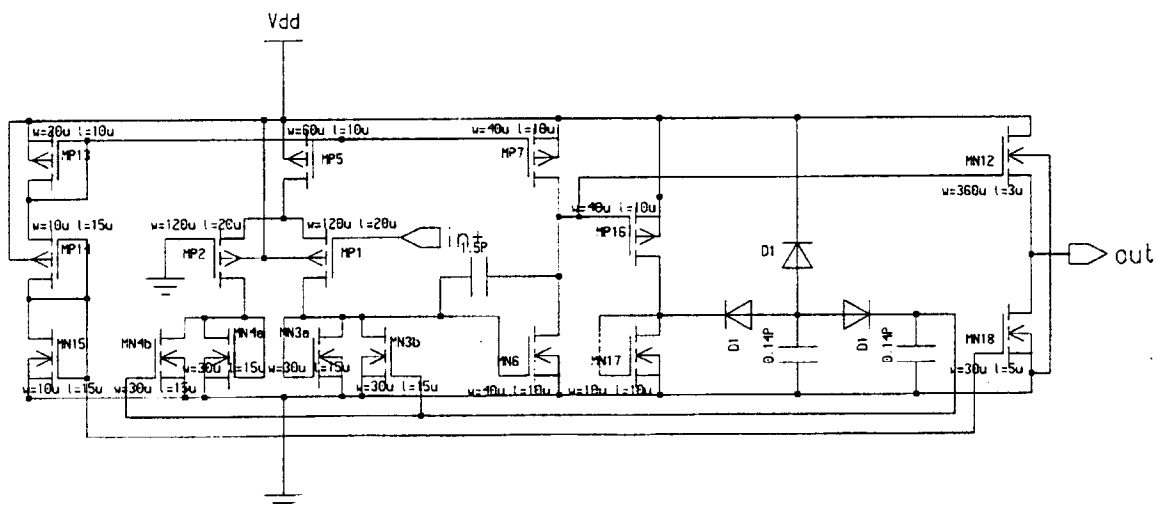 Vdd
w=20u l=10u
w=60u l=10u
w=40u l=10u
MP13
MP5
MP7
MN12
w=360u l=3u
w=10u l=15u
w=120u l=20u
w=120u l=20u
w=40u l=10u
MP14
MP2
MP1
in+
1.5P
MP16
D1
out
MN15
MN4b
MN4a
MN3a
MN3b
MN6
MN17
D1
0.14P
D1
0.14P
MN18
w=30u l=15u
w=30u l=15u
w=30u l=5u
w=10u l=15u
w=30u l=15u
w=30u l=15u
w=40u l=10u
w=10u l=10u